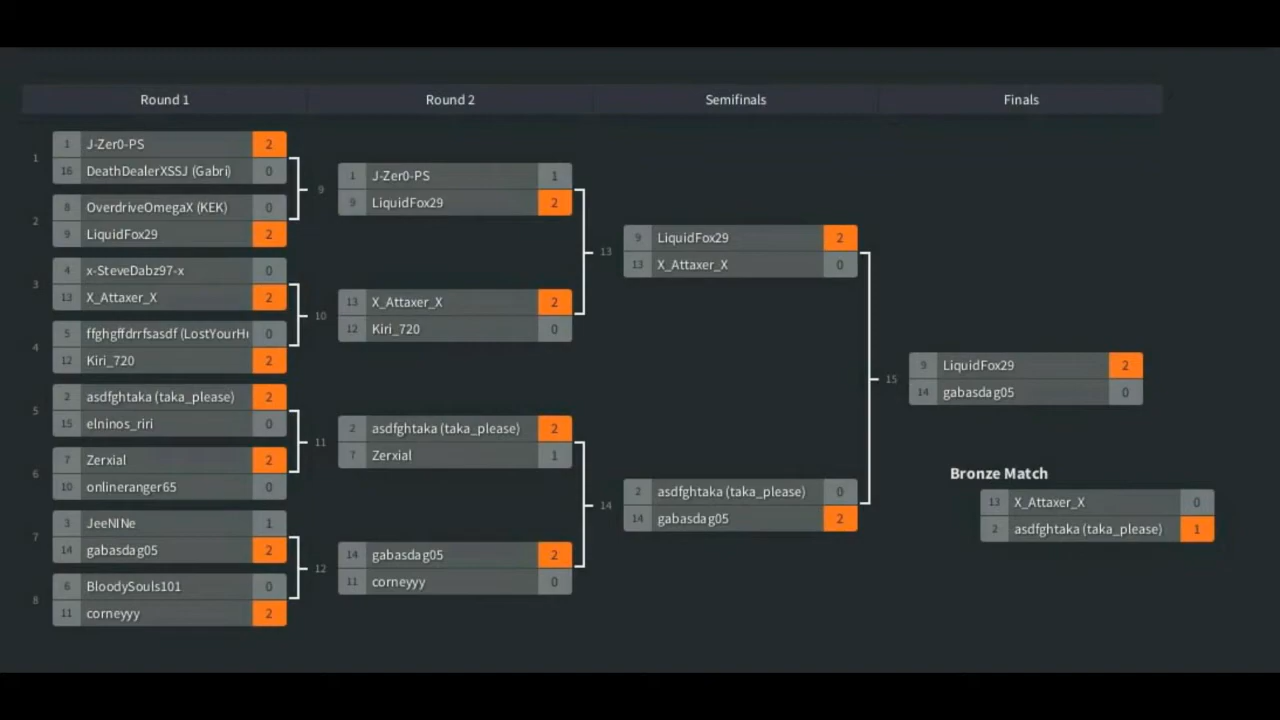 Round 1
Round 2
Semifinals
Finals
1
1 J-Zer0-PS 2
16 DeathDealerXSSJ (Gabri) 0
2
8 OverdriveOmegaX (KEK) 0
9 LiquidFox29 2
3
4 x-SteveDabz97-x 0
13 X_Attaxer_X 2
4
5 ffghgffdrrfsasdf (LostYourH 0
12 Kiri_720 2
5
2 asdfghtaka (taka_please) 2
15 elninos_riri 0
6
7 Zerxial 2
10 onlineranger65 0
7
3 JeeNINe 1
14 gabasdag05 2
8
6 BloodySouls101 0
11 corneyyy 2
9
1 J-Zer0-PS 1
9 LiquidFox29 2
10
13 X_Attaxer_X 2
12 Kiri_720 0
11
2 asdfghtaka (taka_please) 2
7 Zerxial 1
12
14 gabasdag05 2
11 corneyyy 0
13
9 LiquidFox29 2
13 X_Attaxer_X 0
14
2 asdfghtaka (taka_please) 0
14 gabasdag05 2
15
9 LiquidFox29 2
14 gabasdag05 0
Bronze Match
13 X_Attaxer_X 0
2 asdfghtaka (taka_please) 1